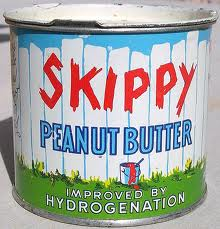 SKIPPY
PEANUT BUTTER
IMPROVED BY
HYDROGENATION